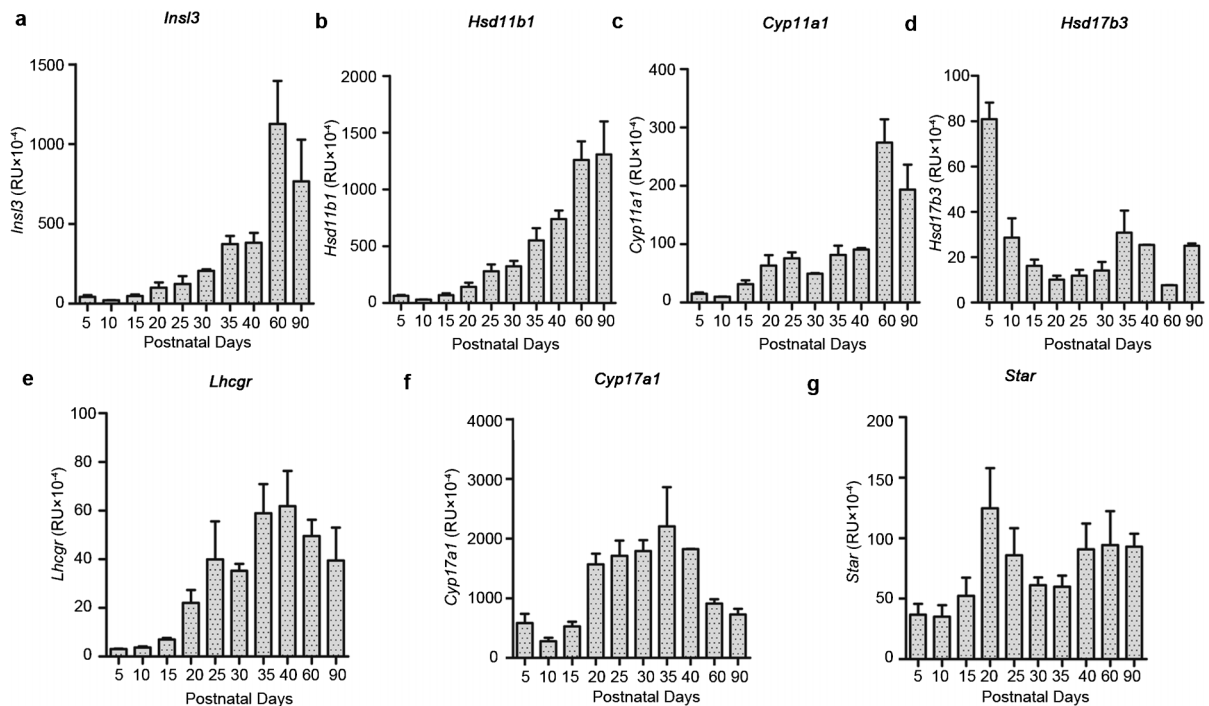 a
Insl3
Insl3 (RU×10⁻⁴)
1500
1000
500
0
5 10 15 20 25 30 35 40 60 90
Postnatal Days
b
Hsd11b1
Hsd11b1 (RU×10⁻⁴)
2000
1500
1000
500
0
5 10 15 20 25 30 35 40 60 90
Postnatal Days
c
Cyp11a1
Cyp11a1 (RU×10⁻⁴)
400
300
200
100
0
5 10 15 20 25 30 35 40 60 90
Postnatal Days
d
Hsd17b3
Hsd17b3 (RU×10⁻⁴)
100
80
60
40
20
0
5 10 15 20 25 30 35 40 60 90
Postnatal Days
e
Lhcgr
Lhcgr (RU×10⁻⁴)
100
80
60
40
20
0
5 10 15 20 25 30 35 40 60 90
Postnatal Days
f
Cyp17a1
Cyp17a1 (RU×10⁻⁴)
4000
3000
2000
1000
0
5 10 15 20 25 30 35 40 60 90
Postnatal Days
g
Star
Star (RU×10⁻⁴)
200
150
100
50
0
5 10 15 20 25 30 35 40 60 90
Postnatal Days